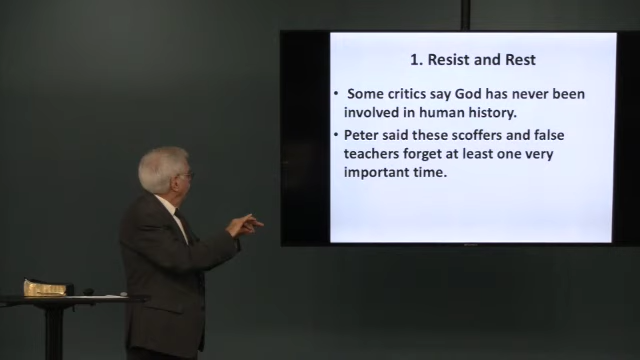 1. Resist and Rest
• Some critics say God has never been
involved in human history.
• Peter said these scoffers and false
teachers forget at least one very
important time.